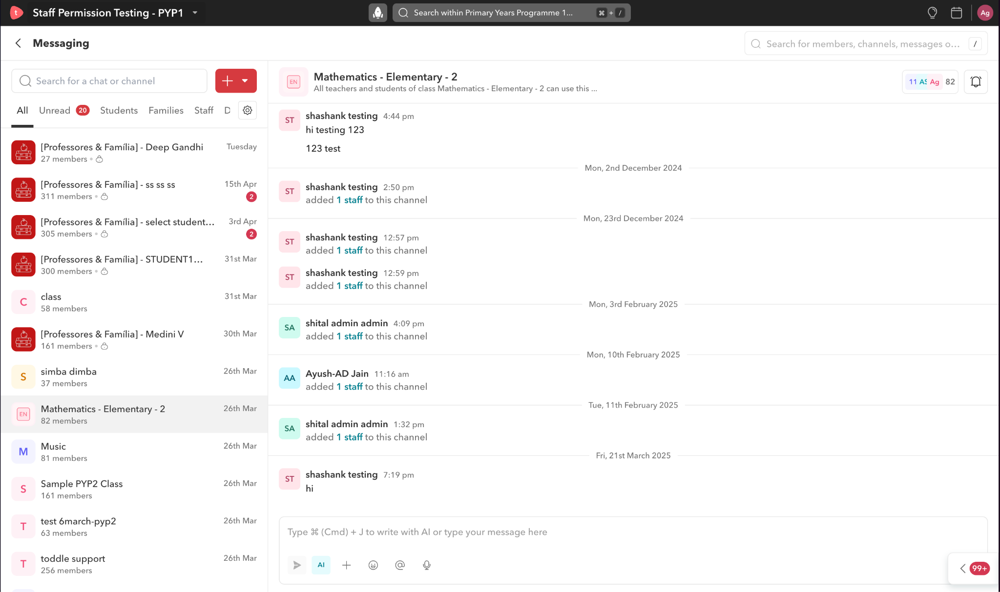 t
Staff Permission Testing - PYP1
Search within Primary Years Programme 1...
⌘ + /
Ag
Messaging
Search for members, channels, messages o...
/
Search for a chat or channel
All
Unread
20
Students
Families
Staff
D
[Professores & Família] - Deep Gandhi
Tuesday
27 members •
[Professores & Família] - ss ss ss
15th Apr
311 members •
2
[Professores & Família] - select student...
3rd Apr
305 members •
2
[Professores & Família] - STUDENT1...
31st Mar
300 members •
C
class
31st Mar
58 members
[Professores & Família] - Medini V
30th Mar
161 members •
S
simba dimba
26th Mar
37 members
EN
Mathematics - Elementary - 2
26th Mar
82 members
M
Music
26th Mar
81 members
S
Sample PYP2 Class
26th Mar
161 members
T
test 6march-pyp2
26th Mar
63 members
T
toddle support
26th Mar
256 members
EN
Mathematics - Elementary - 2
All teachers and students of class Mathematics - Elementary - 2 can use this ...
11
AS
Ag
82
ST
shashank testing 4:44 pm
hi testing 123
123 test
Mon, 2nd December 2024
ST
shashank testing 2:50 pm
added 1 staff to this channel
Mon, 23rd December 2024
ST
shashank testing 12:57 pm
added 1 staff to this channel
ST
shashank testing 12:59 pm
added 1 staff to this channel
Mon, 3rd February 2025
SA
shital admin admin 4:09 pm
added 1 staff to this channel
Mon, 10th February 2025
AA
Ayush-AD Jain 11:16 am
added 1 staff to this channel
Tue, 11th February 2025
SA
shital admin admin 1:32 pm
added 1 staff to this channel
Fri, 21st March 2025
ST
shashank testing 7:19 pm
hi
Type ⌘ (Cmd) + J to write with AI or type your message here
AI
99+